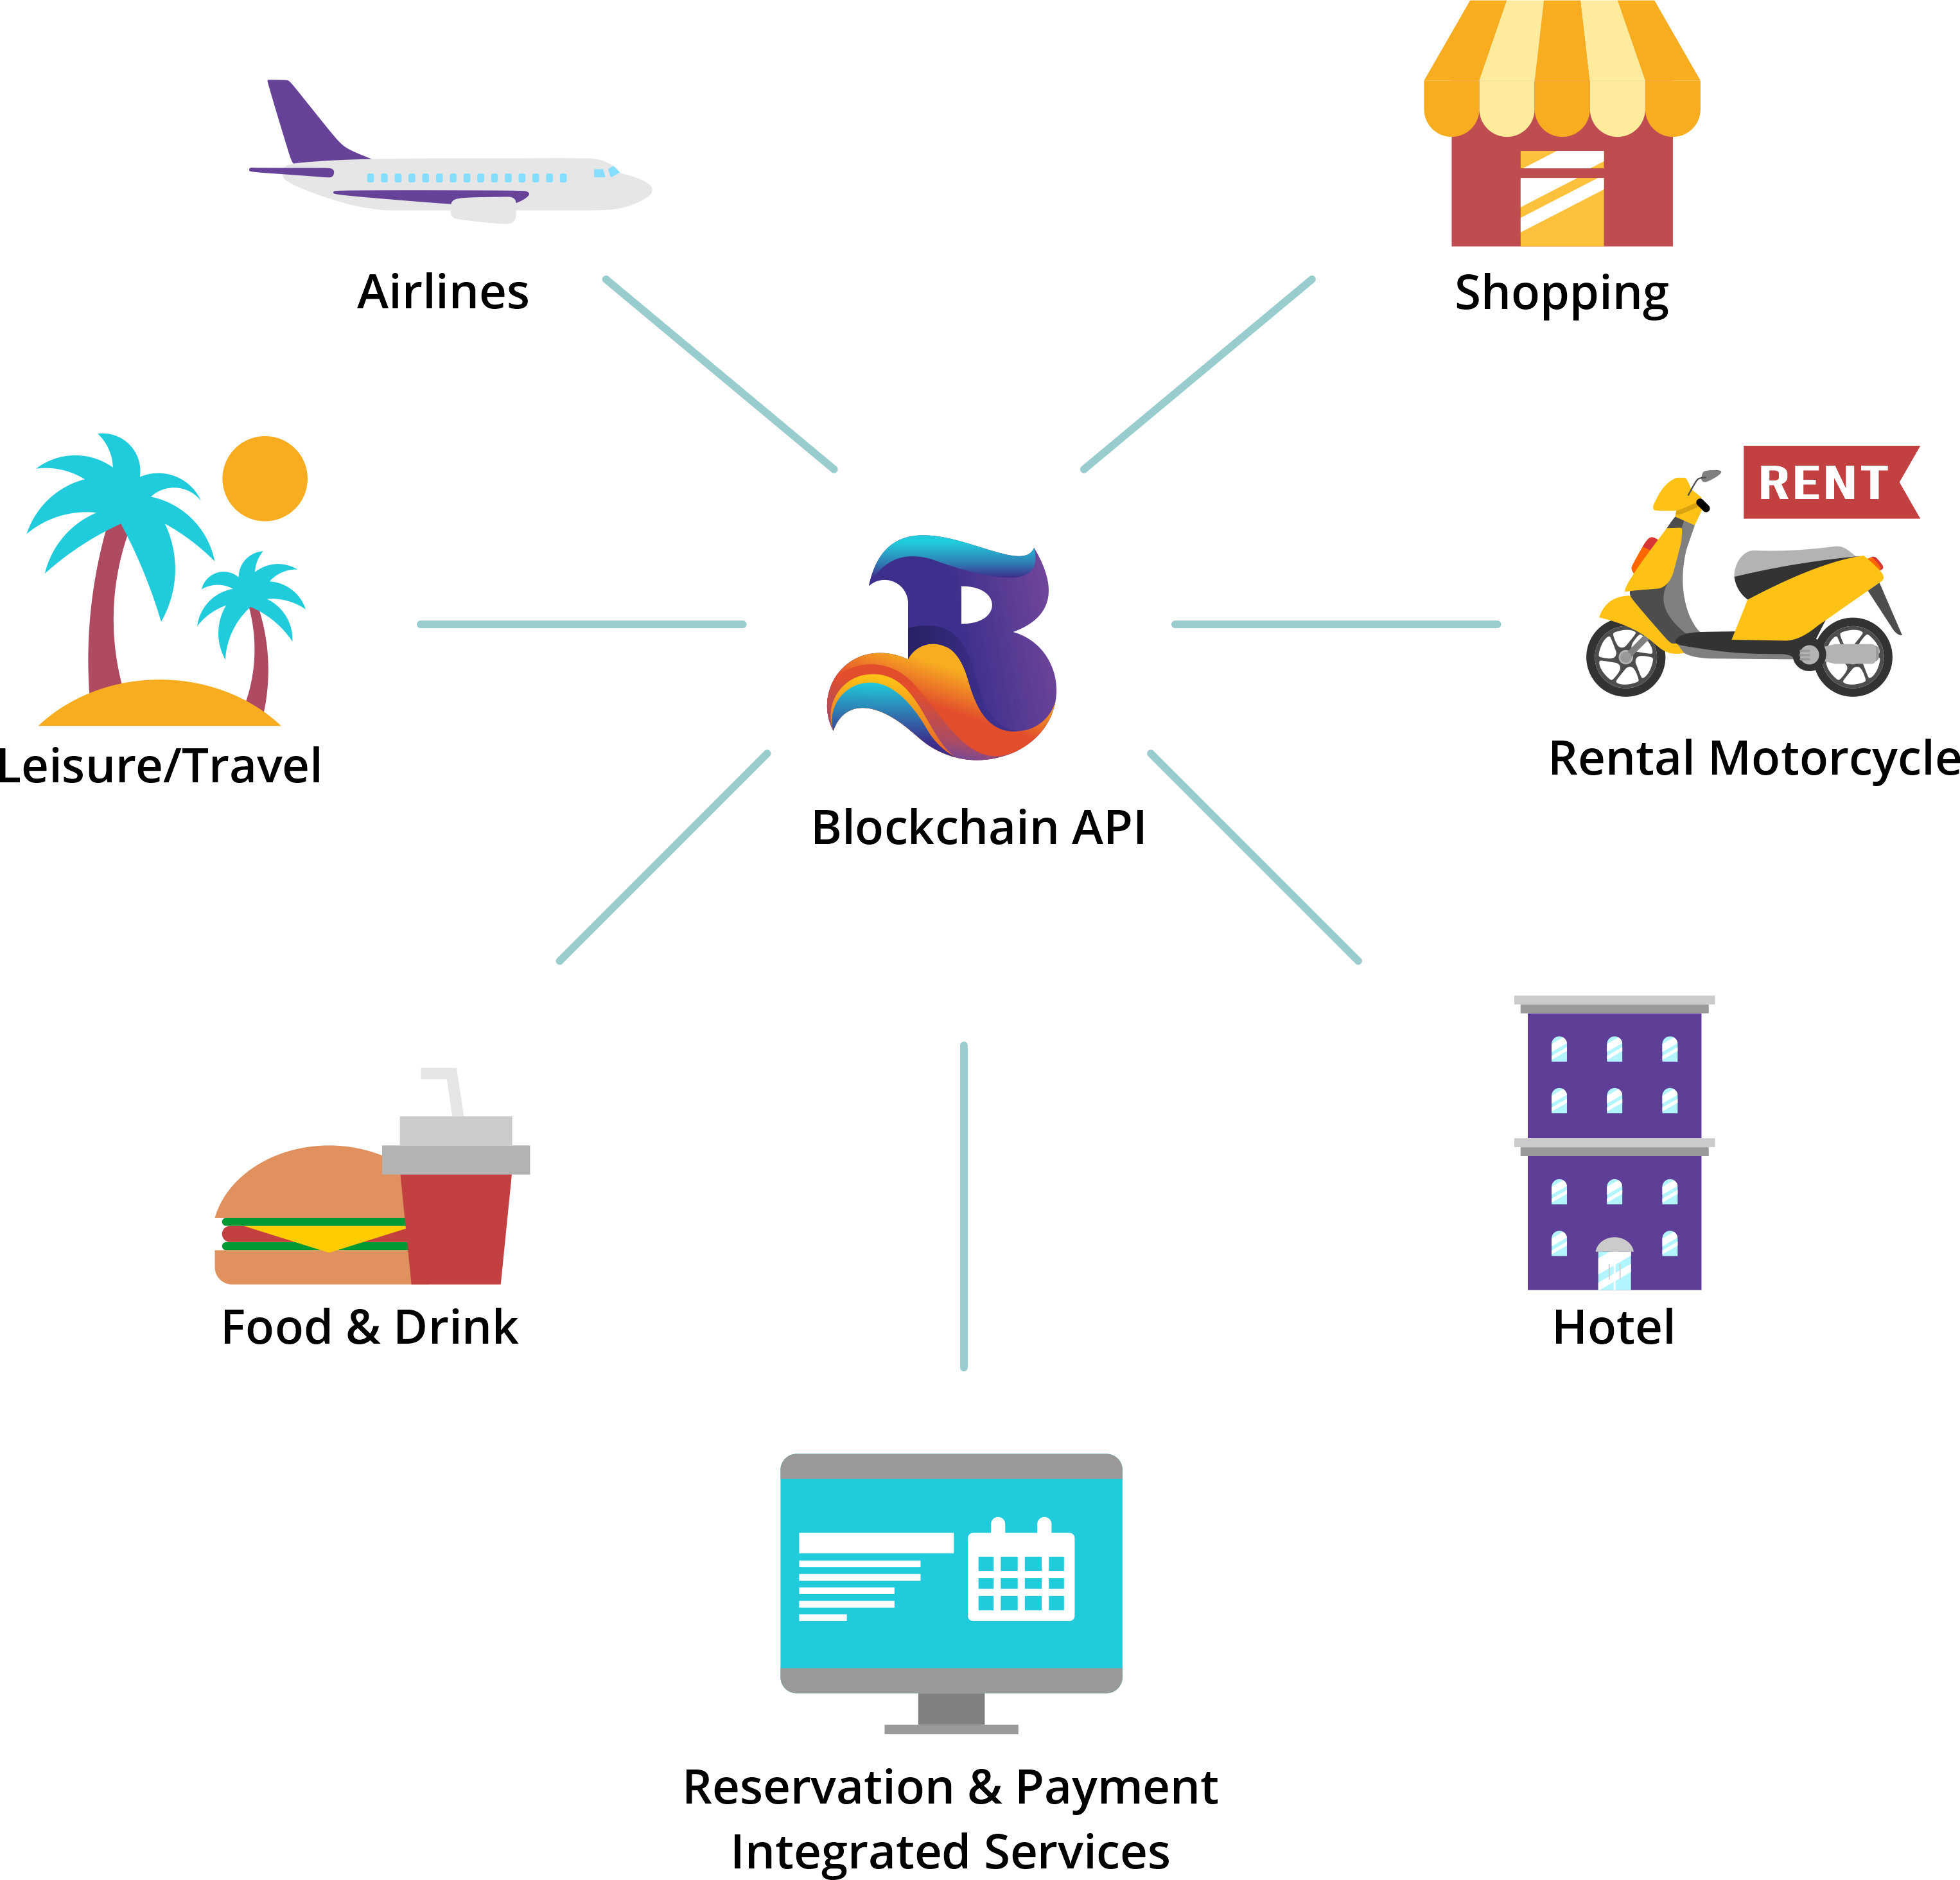 Airlines
Shopping
RENT
Leisure/Travel
Rental Motorcycle
B
Blockchain API
Food & Drink
Hotel
Reservation & Payment
Integrated Services